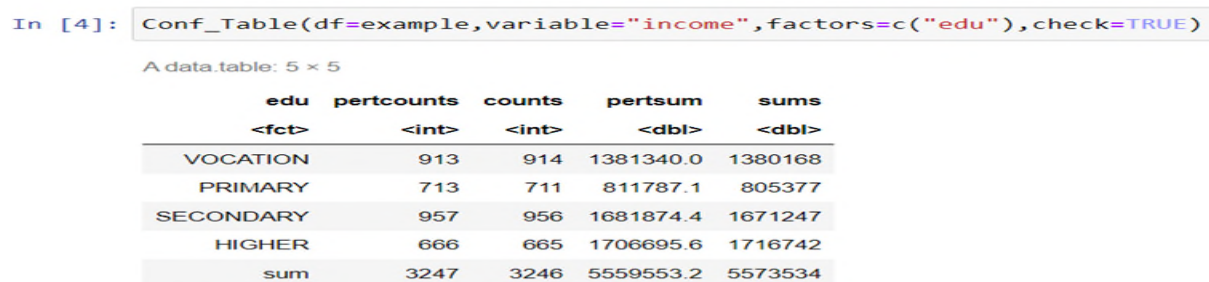 In [4]: Conf_Table(df=example,variable="income",factors=c("edu"),check=TRUE)
A data.table: 5 × 5
edu pertcounts counts pertsum sums
<fct> <int> <int> <dbl> <dbl>
VOCATION 913 914 1381340.0 1380168
PRIMARY 713 711 811787.1 805377
SECONDARY 957 956 1681874.4 1671247
HIGHER 666 665 1706695.6 1716742
sum 3247 3246 5559553.2 5573534